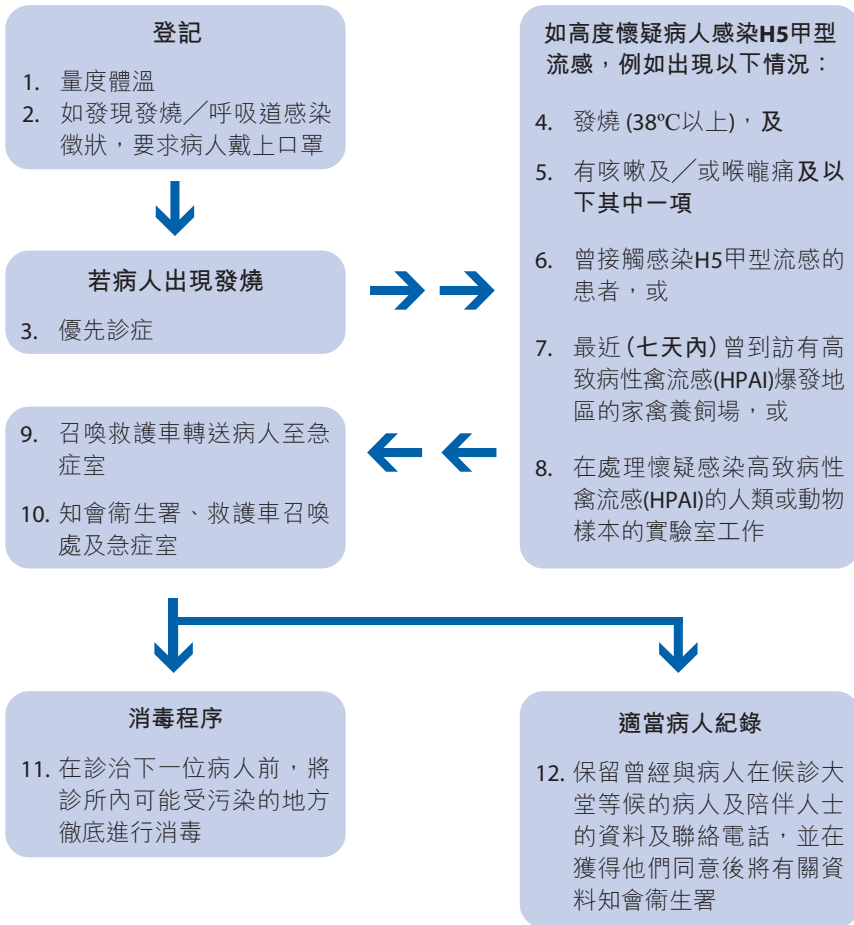 登記
1. 量度體溫
2. 如發現發燒╱呼吸道感染
徵狀，要求病人戴上口罩
若病人出現發燒
3. 優先診症
如高度懷疑病人感染H5甲型
流感，例如出現以下情況：
4. 發燒 (38ºC以上)，及
5. 有咳嗽及╱或喉嚨痛及以
下其中一項
6. 曾接觸感染H5甲型流感的
患者，或
7. 最近（七天內）曾到訪有高
致病性禽流感(HPAI)爆發地
區的家禽養飼場，或
8. 在處理懷疑感染高致病性
禽流感(HPAI)的人類或動物
樣本的實驗室工作
9. 召喚救護車轉送病人至急
症室
10. 知會衞生署、救護車召喚
處及急症室
消毒程序
11. 在診治下一位病人前，將
診所內可能受污染的地方
徹底進行消毒
適當病人紀錄
12. 保留曾經與病人在候診大
堂等候的病人及陪伴人士
的資料及聯絡電話，並在
獲得他們同意後將有關資
料知會衞生署